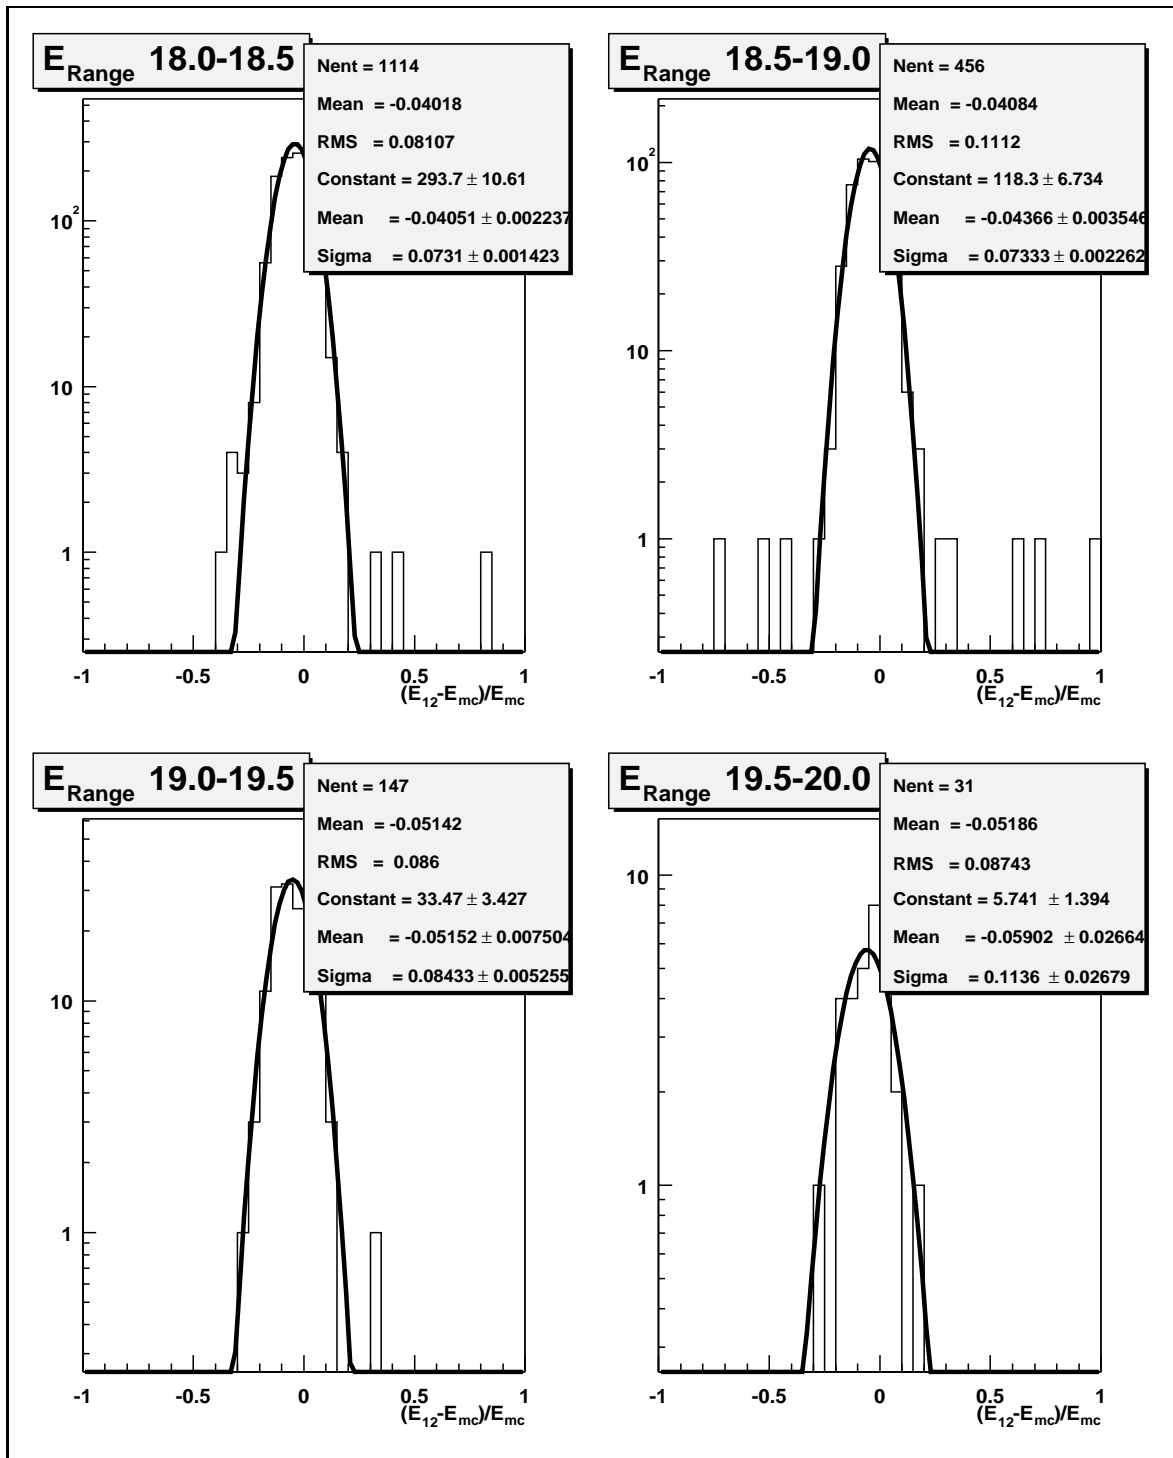 E_Range 18.0-18.5
Nent = 1114
Mean = -0.04018
RMS = 0.08107
Constant = 293.7 ± 10.61
Mean = -0.04051 ± 0.002237
Sigma = 0.0731 ± 0.001423
10^2
10
1
-1 -0.5 0 0.5 1
(E_12-E_mc)/E_mc
E_Range 18.5-19.0
Nent = 456
Mean = -0.04084
RMS = 0.1112
Constant = 118.3 ± 6.734
Mean = -0.04366 ± 0.003546
Sigma = 0.07333 ± 0.002262
10^2
10
1
-1 -0.5 0 0.5 1
(E_12-E_mc)/E_mc
E_Range 19.0-19.5
Nent = 147
Mean = -0.05142
RMS = 0.086
Constant = 33.47 ± 3.427
Mean = -0.05152 ± 0.007504
Sigma = 0.08433 ± 0.005255
10
1
-1 -0.5 0 0.5 1
(E_12-E_mc)/E_mc
E_Range 19.5-20.0
Nent = 31
Mean = -0.05186
RMS = 0.08743
Constant = 5.741 ± 1.394
Mean = -0.05902 ± 0.02664
Sigma = 0.1136 ± 0.02679
10
1
-1 -0.5 0 0.5 1
(E_12-E_mc)/E_mc